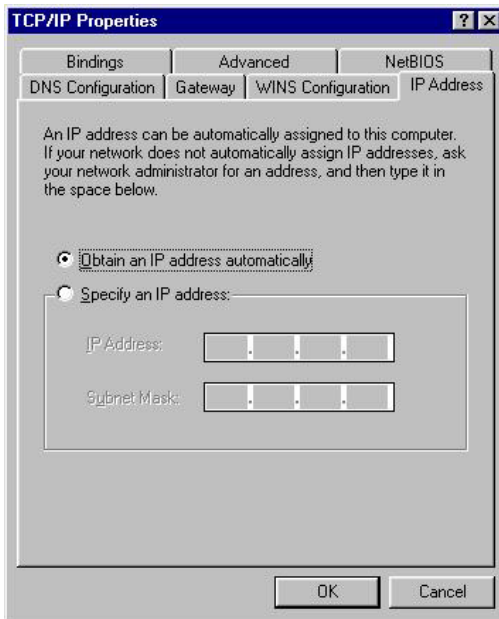 TCP/IP Properties
Bindings Advanced NetBIOS
DNS Configuration Gateway WINS Configuration IP Address
An IP address can be automatically assigned to this computer.
If your network does not automatically assign IP addresses, ask
your network administrator for an address, and then type it in
the space below.
Obtain an IP address automatically
Specify an IP address:
IP Address:
Subnet Mask:
OK Cancel